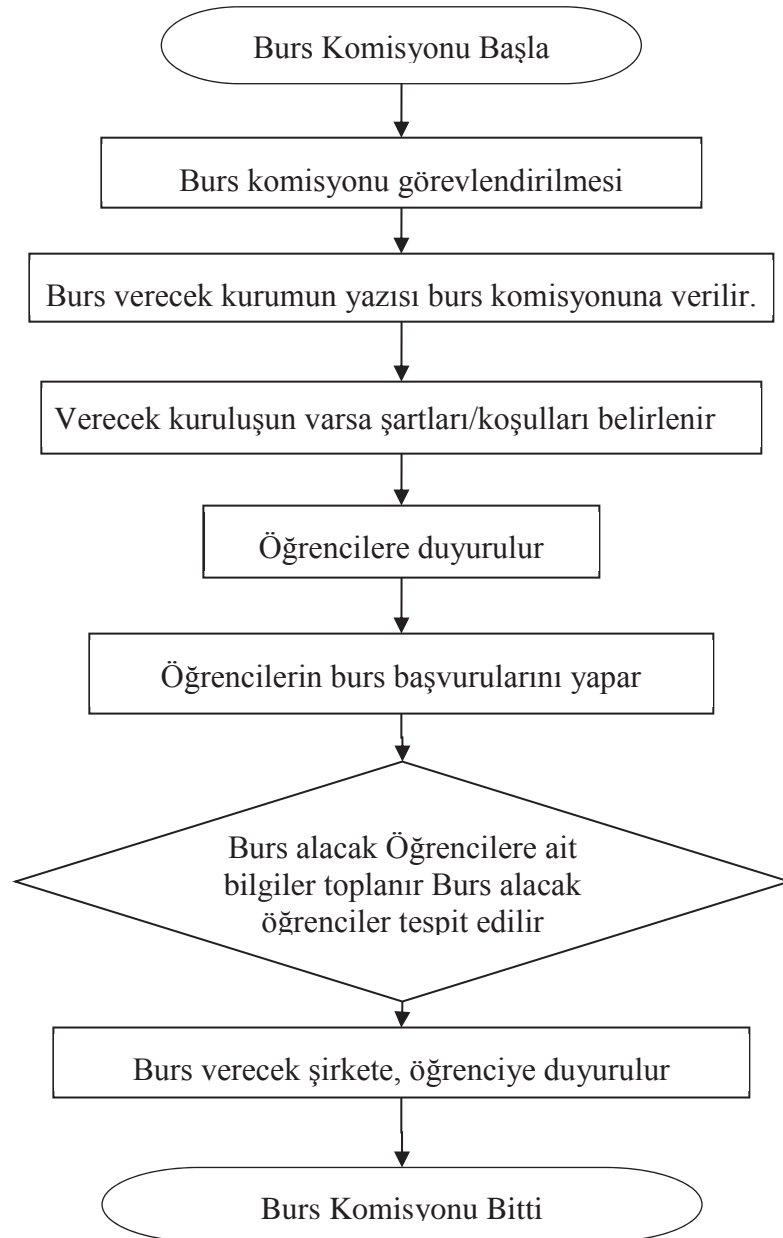 Burs Komisyonu Başla
Burs komisyonu görevlendirilmesi
Burs verecek kurumun yazısı burs komisyonuna verilir.
Verecek kuruluşun varsa şartları/koşulları belirlenir
Öğrencilere duyurulur
Öğrencilerin burs başvurularını yapar
Burs alacak Öğrencilere ait
bilgiler toplanır Burs alacak
öğrenciler tespit edilir
Burs verecek şirkete, öğrenciye duyurulur
Burs Komisyonu Bitti